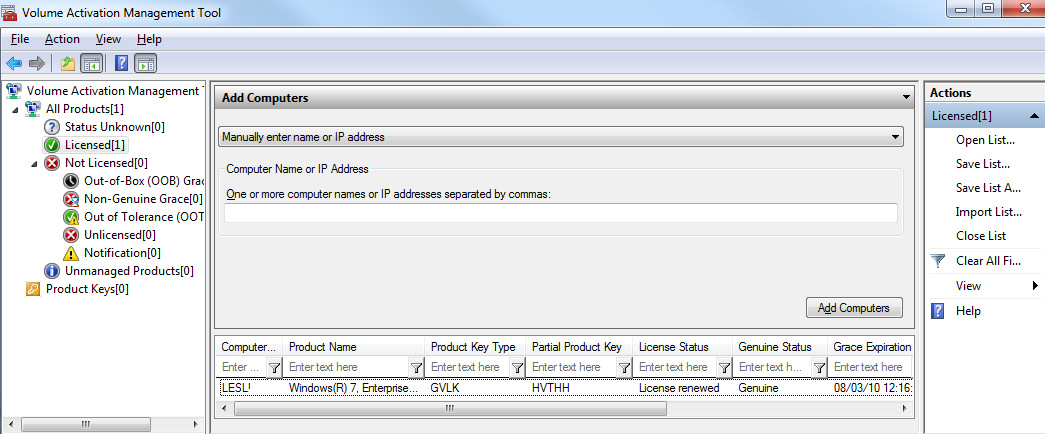 Volume Activation Management Tool
File Action View Help
Volume Activation Management
All Products[1]
Status Unknown[0]
Licensed[1]
Not Licensed[0]
Out-of-Box (OOB) Grac
Non-Genuine Grace[0]
Out of Tolerance (OOT
Unlicensed[0]
Notification[0]
Unmanaged Products[0]
Product Keys[0]
Add Computers
Manually enter name or IP address
Computer Name or IP Address
One or more computer names or IP addresses separated by commas:
Add Computers
Computer... Product Name Product Key Type Partial Product Key License Status Genuine Status Grace Expiration
Enter ... Enter text here Enter text here Enter text here Enter text here Enter text h... Enter text here
LESL! Windows(R) 7, Enterprise... GVLK HVTHH License renewed Genuine 08/03/10 12:16:
Actions
Licensed[1]
Open List...
Save List...
Save List A...
Import List...
Close List
Clear All Fi...
View
Help